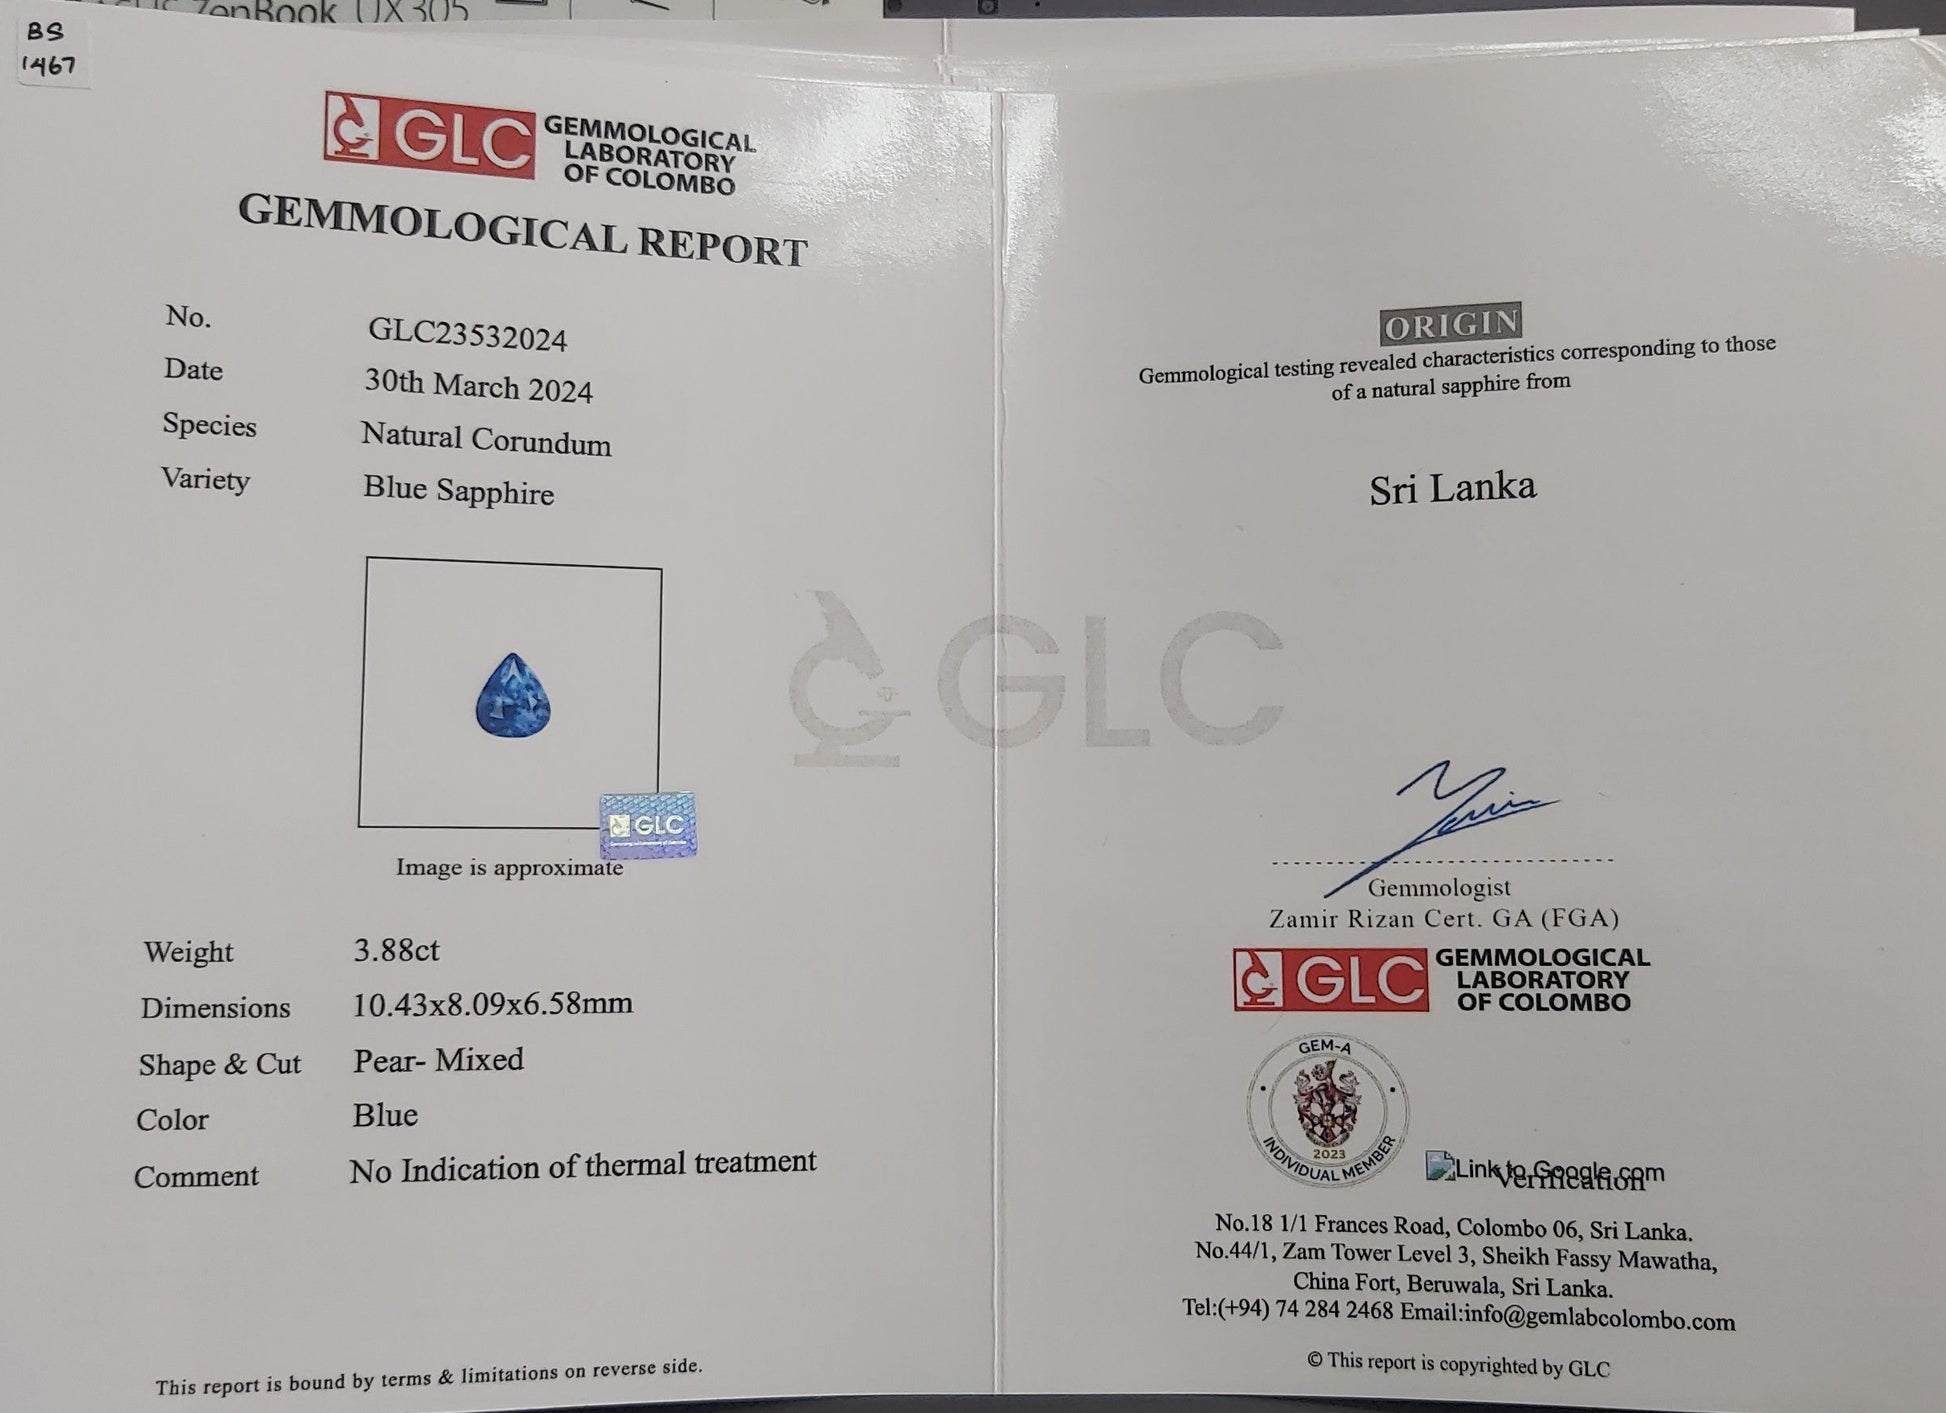 ZenBook UX305
BS
1467
GLC GEMMOLOGICAL
LABORATORY
OF COLOMBO
GEMMOLOGICAL REPORT
No. GLC23532024
Date 30th March 2024
Species Natural Corundum
Variety Blue Sapphire
GLC
Image is approximate
Weight 3.88ct
Dimensions 10.43x8.09x6.58mm
Shape & Cut Pear- Mixed
Color Blue
Comment No Indication of thermal treatment
This report is bound by terms & limitations on reverse side.
GLC
ORIGIN
Gemmological testing revealed characteristics corresponding to those
of a natural sapphire from
Sri Lanka
Gemmologist
Zamir Rizan Cert. GA (FGA)
GLC GEMMOLOGICAL
LABORATORY
OF COLOMBO
GEM-A
2023
INDIVIDUAL MEMBER
Link to Google.com
Verification
No.18 1/1 Frances Road, Colombo 06, Sri Lanka.
No.44/1, Zam Tower Level 3, Sheikh Fassy Mawatha,
China Fort, Beruwala, Sri Lanka.
Tel:(+94) 74 284 2468 Email:info@gemlabcolombo.com
© This report is copyrighted by GLC